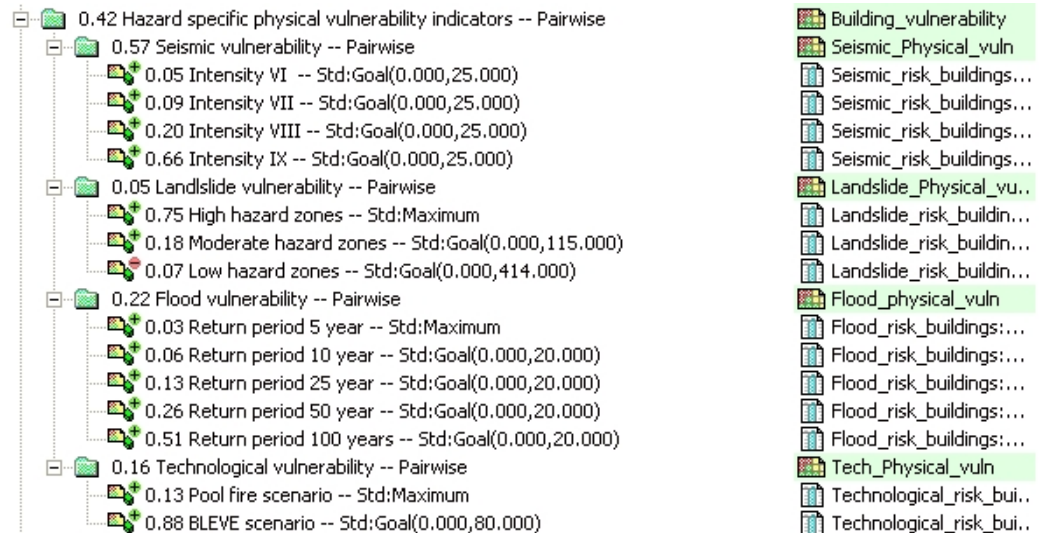 0.42 Hazard specific physical vulnerability indicators -- Pairwise Building_vulnerability
0.57 Seismic vulnerability -- Pairwise Seismic_Physical_vuln
0.05 Intensity VI -- Std:Goal(0.000,25.000) Seismic_risk_buildings...
0.09 Intensity VII -- Std:Goal(0.000,25.000) Seismic_risk_buildings...
0.20 Intensity VIII -- Std:Goal(0.000,25.000) Seismic_risk_buildings...
0.66 Intensity IX -- Std:Goal(0.000,25.000) Seismic_risk_buildings...
0.05 Landlslide vulnerability -- Pairwise Landslide_Physical_vu..
0.75 High hazard zones -- Std:Maximum Landslide_risk_buildin...
0.18 Moderate hazard zones -- Std:Goal(0.000,115.000) Landslide_risk_buildin...
0.07 Low hazard zones -- Std:Goal(0.000,414.000) Landslide_risk_buildin...
0.22 Flood vulnerability -- Pairwise Flood_physical_vuln
0.03 Return period 5 year -- Std:Maximum Flood_risk_buildings:...
0.06 Return period 10 year -- Std:Goal(0.000,20.000) Flood_risk_buildings:...
0.13 Return period 25 year -- Std:Goal(0.000,20.000) Flood_risk_buildings:...
0.26 Return period 50 year -- Std:Goal(0.000,20.000) Flood_risk_buildings:...
0.51 Return period 100 years -- Std:Goal(0.000,20.000) Flood_risk_buildings:...
0.16 Technological vulnerability -- Pairwise Tech_Physical_vuln
0.13 Pool fire scenario -- Std:Maximum Technological_risk_bui..
0.88 BLEVE scenario -- Std:Goal(0.000,80.000) Technological_risk_bui..